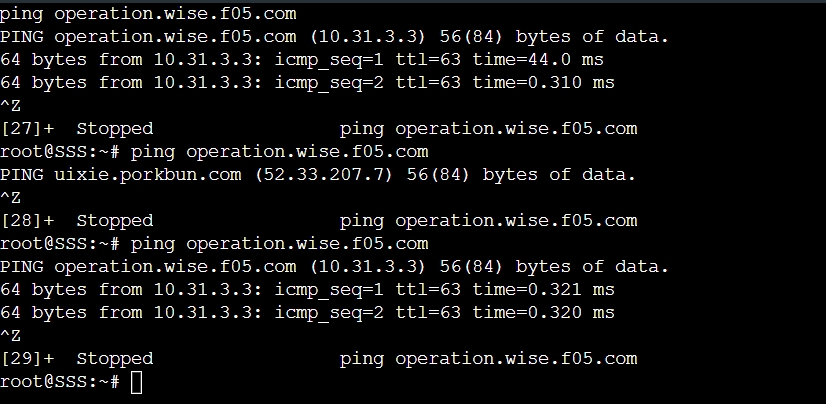 ping operation.wise.f05.com
PING operation.wise.f05.com (10.31.3.3) 56(84) bytes of data.
64 bytes from 10.31.3.3: icmp_seq=1 ttl=63 time=44.0 ms
64 bytes from 10.31.3.3: icmp_seq=2 ttl=63 time=0.310 ms
^Z
[27]+  Stopped                 ping operation.wise.f05.com
root@SSS:~# ping operation.wise.f05.com
PING uixie.porkbun.com (52.33.207.7) 56(84) bytes of data.
^Z
[28]+  Stopped                 ping operation.wise.f05.com
root@SSS:~# ping operation.wise.f05.com
PING operation.wise.f05.com (10.31.3.3) 56(84) bytes of data.
64 bytes from 10.31.3.3: icmp_seq=1 ttl=63 time=0.321 ms
64 bytes from 10.31.3.3: icmp_seq=2 ttl=63 time=0.320 ms
^Z
[29]+  Stopped                 ping operation.wise.f05.com
root@SSS:~#